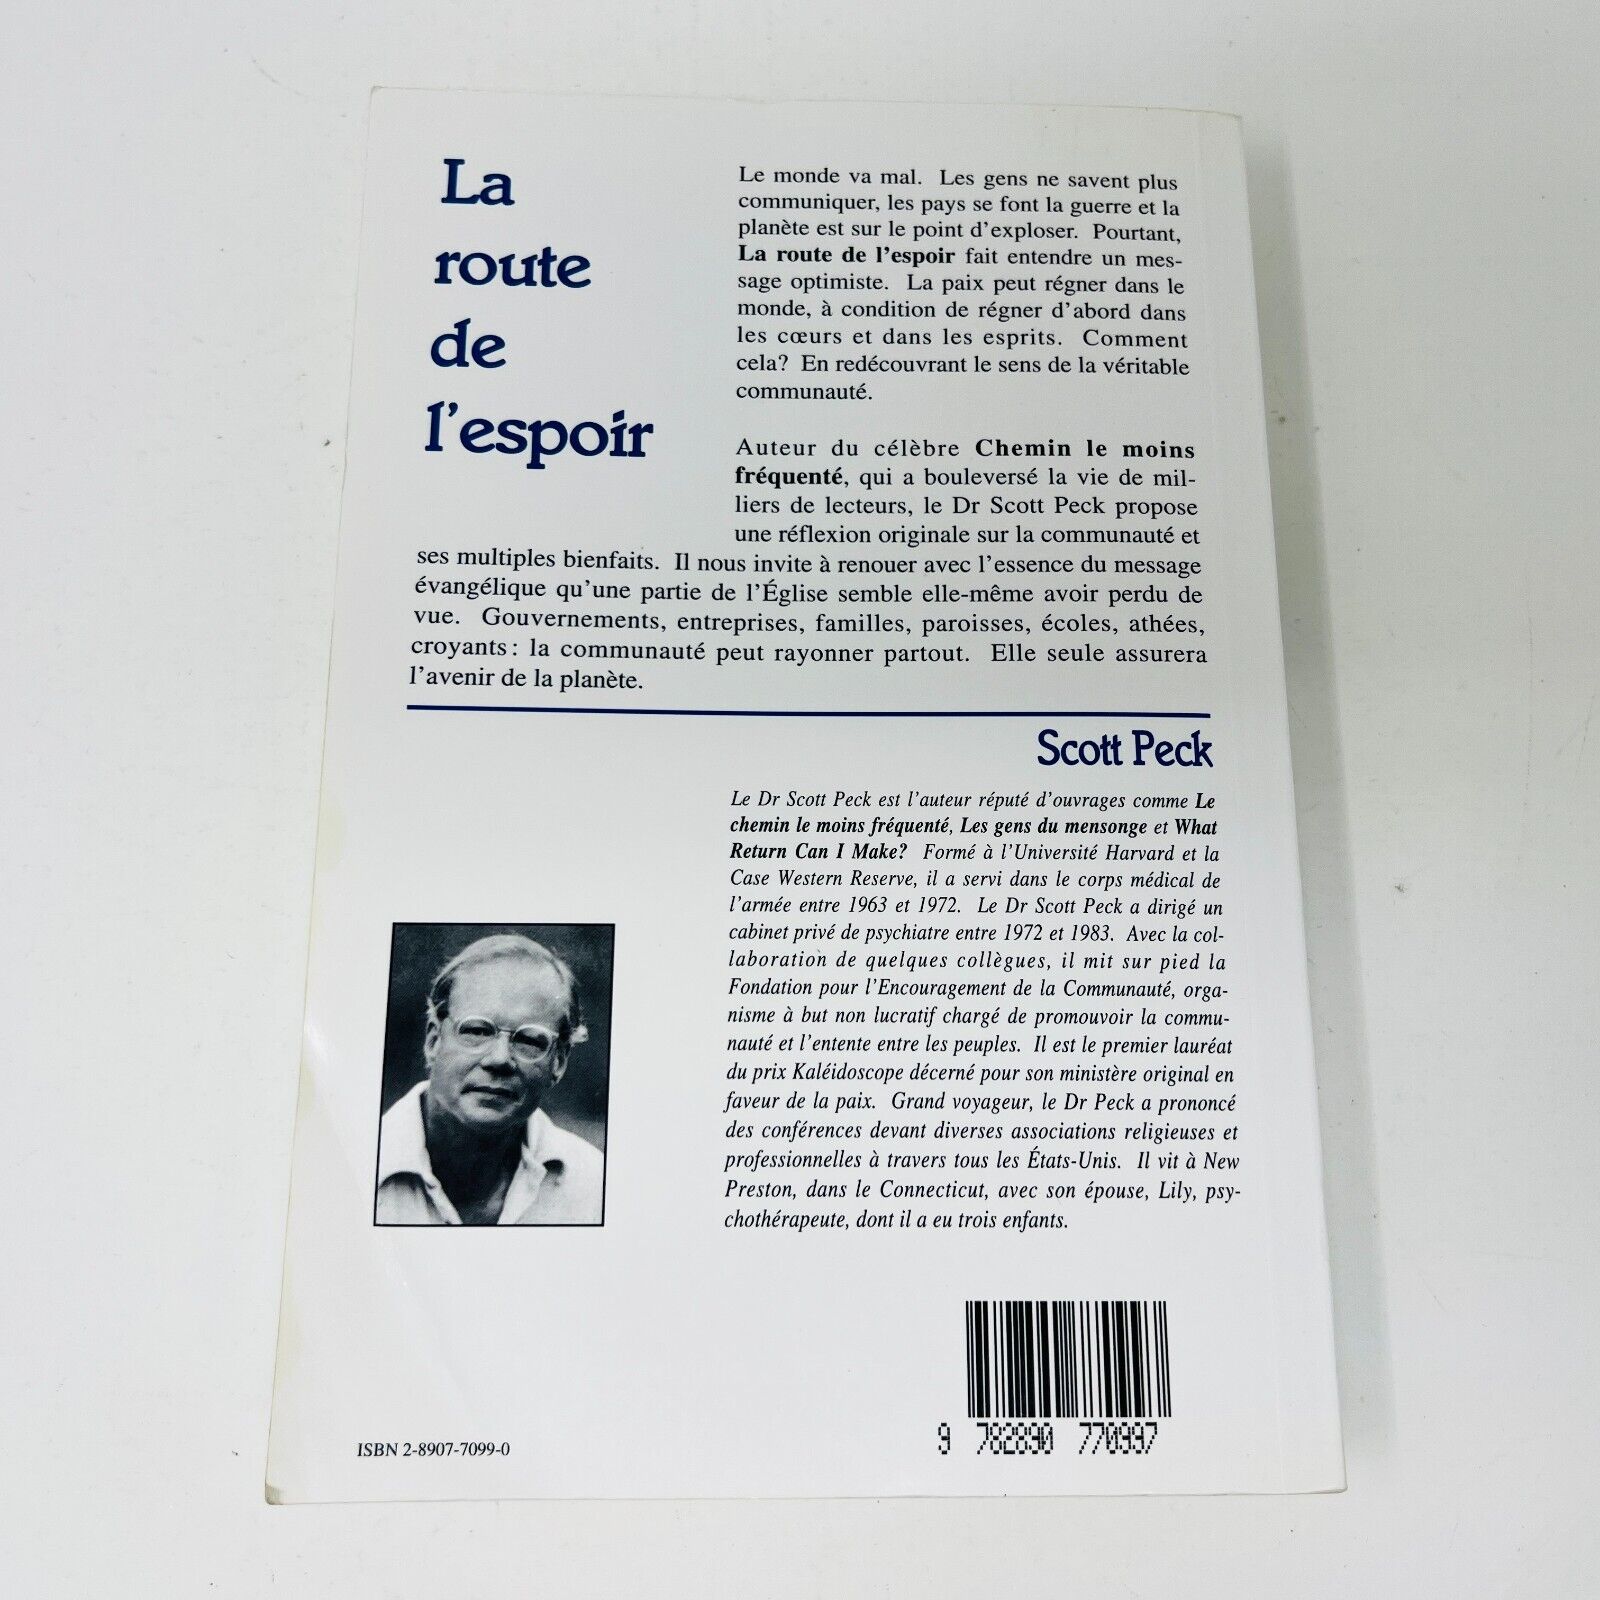 La
route
de
l'espoir
Le monde va mal. Les gens ne savent plus
communiquer, les pays se font la guerre et la
planète est sur le point d'exploser. Pourtant,
La route de l'espoir fait entendre un mes-
sage optimiste. La paix peut régner dans le
monde, à condition de régner d'abord dans
les cœurs et dans les esprits. Comment
cela? En redécouvrant le sens de la véritable
communauté.
Auteur du célèbre Chemin le moins
fréquenté, qui a bouleversé la vie de mil-
liers de lecteurs, le Dr Scott Peck propose
une réflexion originale sur la communauté et
ses multiples bienfaits. Il nous invite à renouer avec l'essence du message
évangélique qu'une partie de l'Église semble elle-même avoir perdu de
vue. Gouvernements, entreprises, familles, paroisses, écoles, athées,
croyants: la communauté peut rayonner partout. Elle seule assurera
l'avenir de la planète.
Scott Peck
Le Dr Scott Peck est l'auteur réputé d'ouvrages comme Le
chemin le moins fréquenté, Les gens du mensonge et What
Return Can I Make? Formé à l'Université Harvard et la
Case Western Reserve, il a servi dans le corps médical de
l'armée entre 1963 et 1972. Le Dr Scott Peck a dirigé un
cabinet privé de psychiatre entre 1972 et 1983. Avec la col-
laboration de quelques collègues, il mit sur pied la
Fondation pour l'Encouragement de la Communauté, orga-
nisme à but non lucratif chargé de promouvoir la commu-
nauté et l'entente entre les peuples. Il est le premier lauréat
du prix Kaléidoscope décerné pour son ministère original en
faveur de la paix. Grand voyageur, le Dr Peck a prononcé
des conférences devant diverses associations religieuses et
professionnelles à travers tous les États-Unis. Il vit à New
Preston, dans le Connecticut, avec son épouse, Lily, psy-
chothérapeute, dont il a eu trois enfants.
ISBN 2-8907-7099-0
9 782890 770997